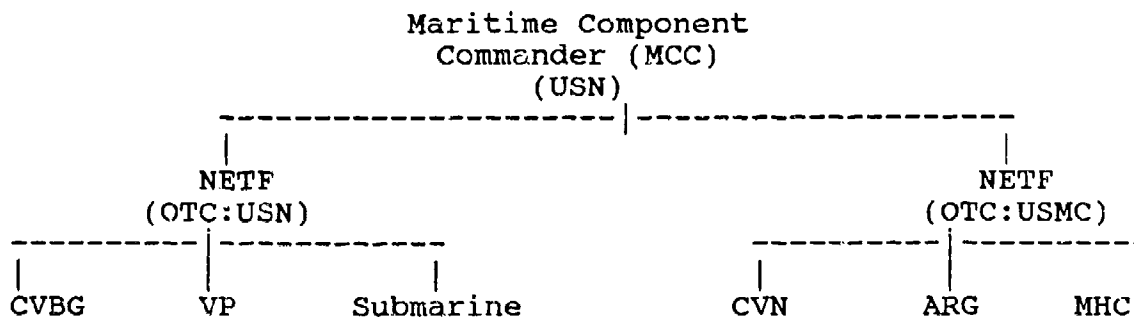 Maritime Component
Commander (MCC)
(USN)
NETF NETF
(OTC:USN) (OTC:USMC)
CVBG VP Submarine CVN ARG MHC